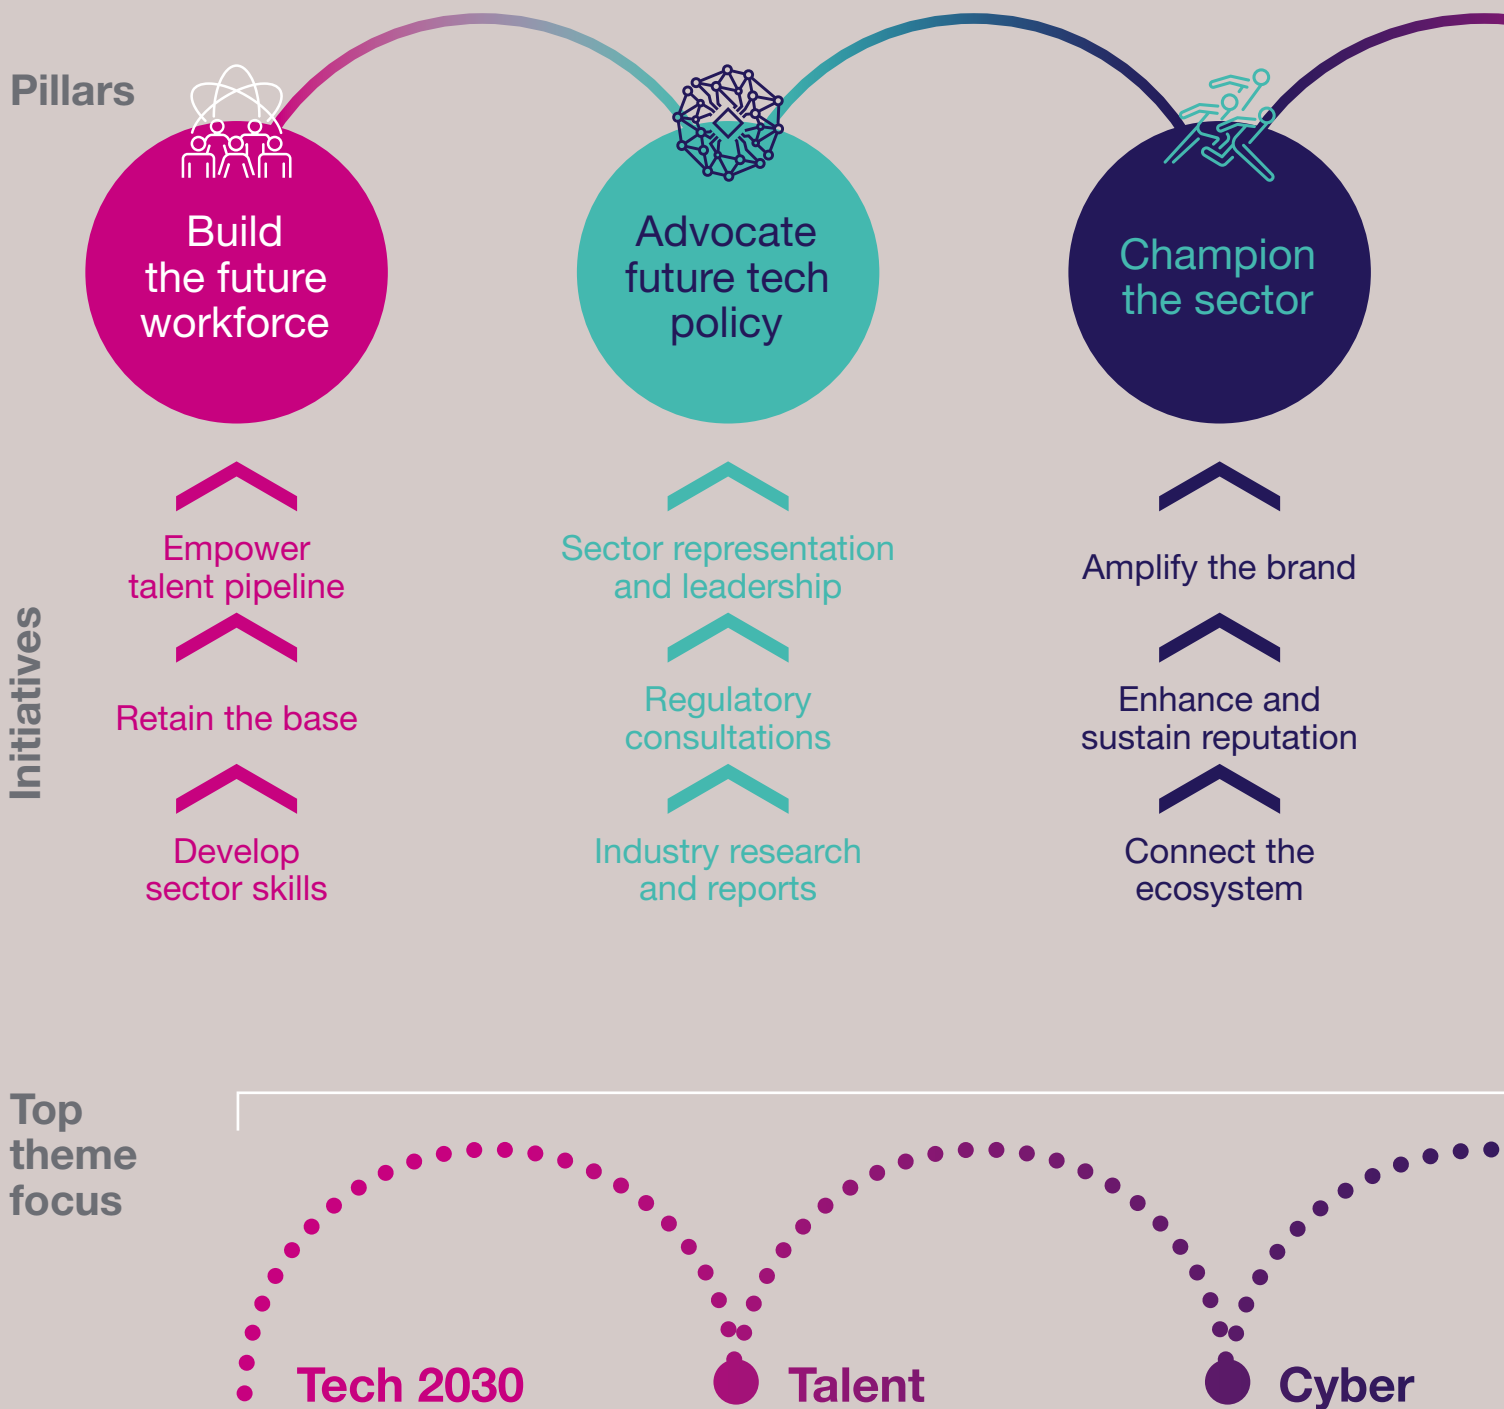 Pillars
Build
the future
workforce
Advocate
future tech
policy
Champion
the sector
Initiatives
Empower
talent pipeline
Retain the base
Develop
sector skills
Sector representation
and leadership
Regulatory
consultations
Industry research
and reports
Amplify the brand
Enhance and
sustain reputation
Connect the
ecosystem
Top
theme
focus
Tech 2030
Talent
Cyber